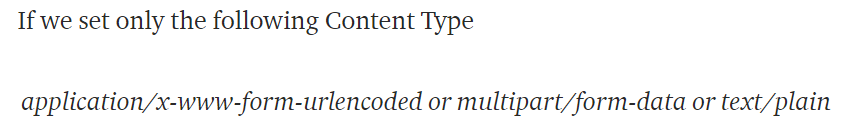 If we set only the following Content Type
application/x-www-form-urlencoded or multipart/form-data or text/plain